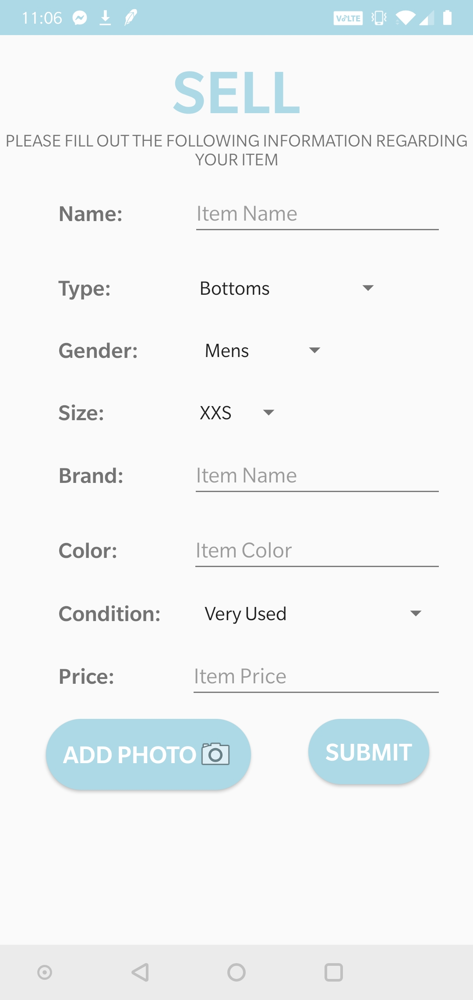 11:06 VoLTE
SELL
PLEASE FILL OUT THE FOLLOWING INFORMATION REGARDING
YOUR ITEM
Name: Item Name
Type: Bottoms
Gender: Mens
Size: XXS
Brand: Item Name
Color: Item Color
Condition: Very Used
Price: Item Price
ADD PHOTO SUBMIT